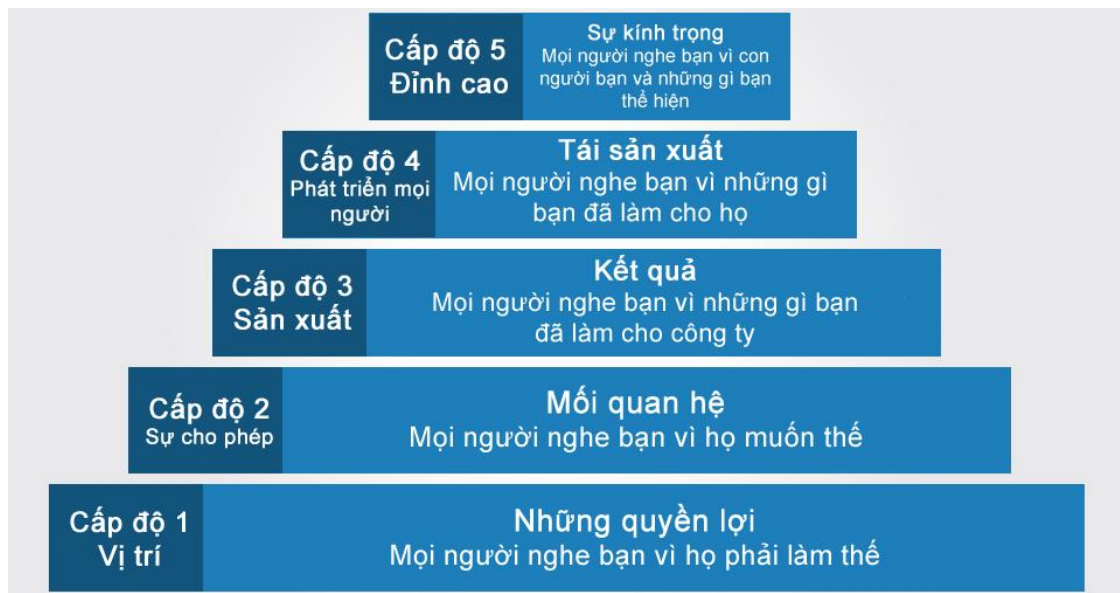 Cấp độ 5
Đỉnh cao
Sự kính trọng
Mọi người nghe bạn vì con
người bạn và những gì bạn
thể hiện
Cấp độ 4
Phát triển mọi
người
Tái sản xuất
Mọi người nghe bạn vì những gì
bạn đã làm cho họ
Cấp độ 3
Sản xuất
Kết quả
Mọi người nghe bạn vì những gì bạn
đã làm cho công ty
Cấp độ 2
Sự cho phép
Mối quan hệ
Mọi người nghe bạn vì họ muốn thế
Cấp độ 1
Vị trí
Những quyền lợi
Mọi người nghe bạn vì họ phải làm thế